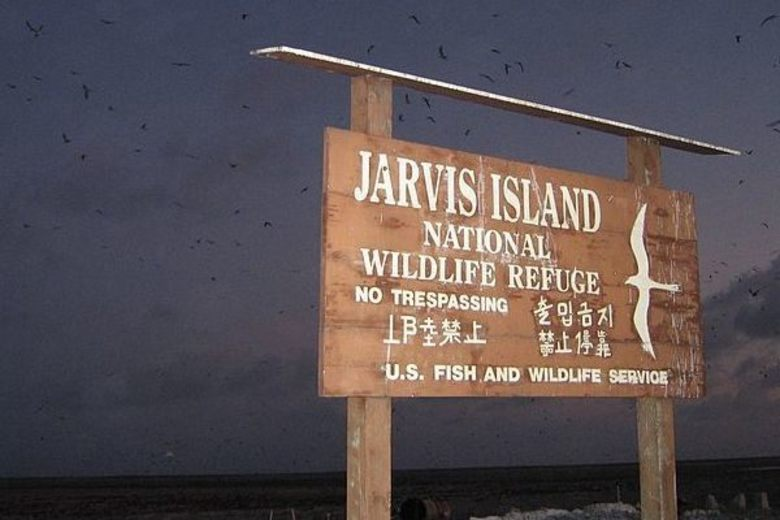 JARVIS ISLAND
NATIONAL
WILDLIFE REFUGE
NO TRESPASSING
上陸禁止
출입금지
禁止停靠
U.S. FISH AND WILDLIFE SERVICE